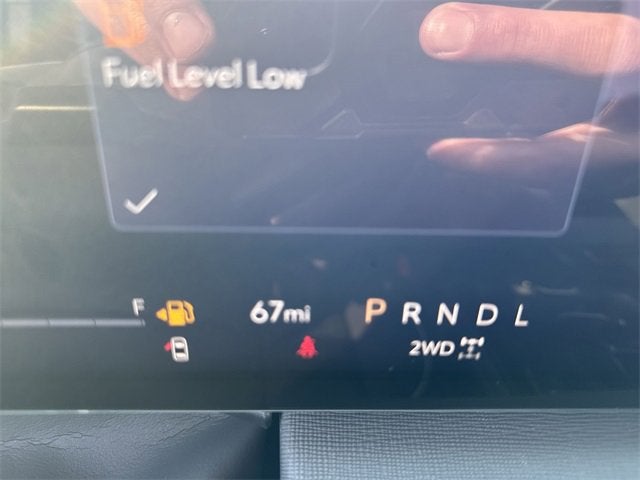 Fuel Level Low
F 67mi P R N D L
2WD